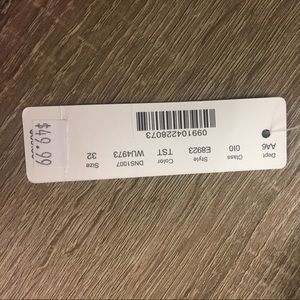 Dept Class Style Color DNS1007 Size
AA6 010 E8923 TST WU4973 32
099104228073
$49.99